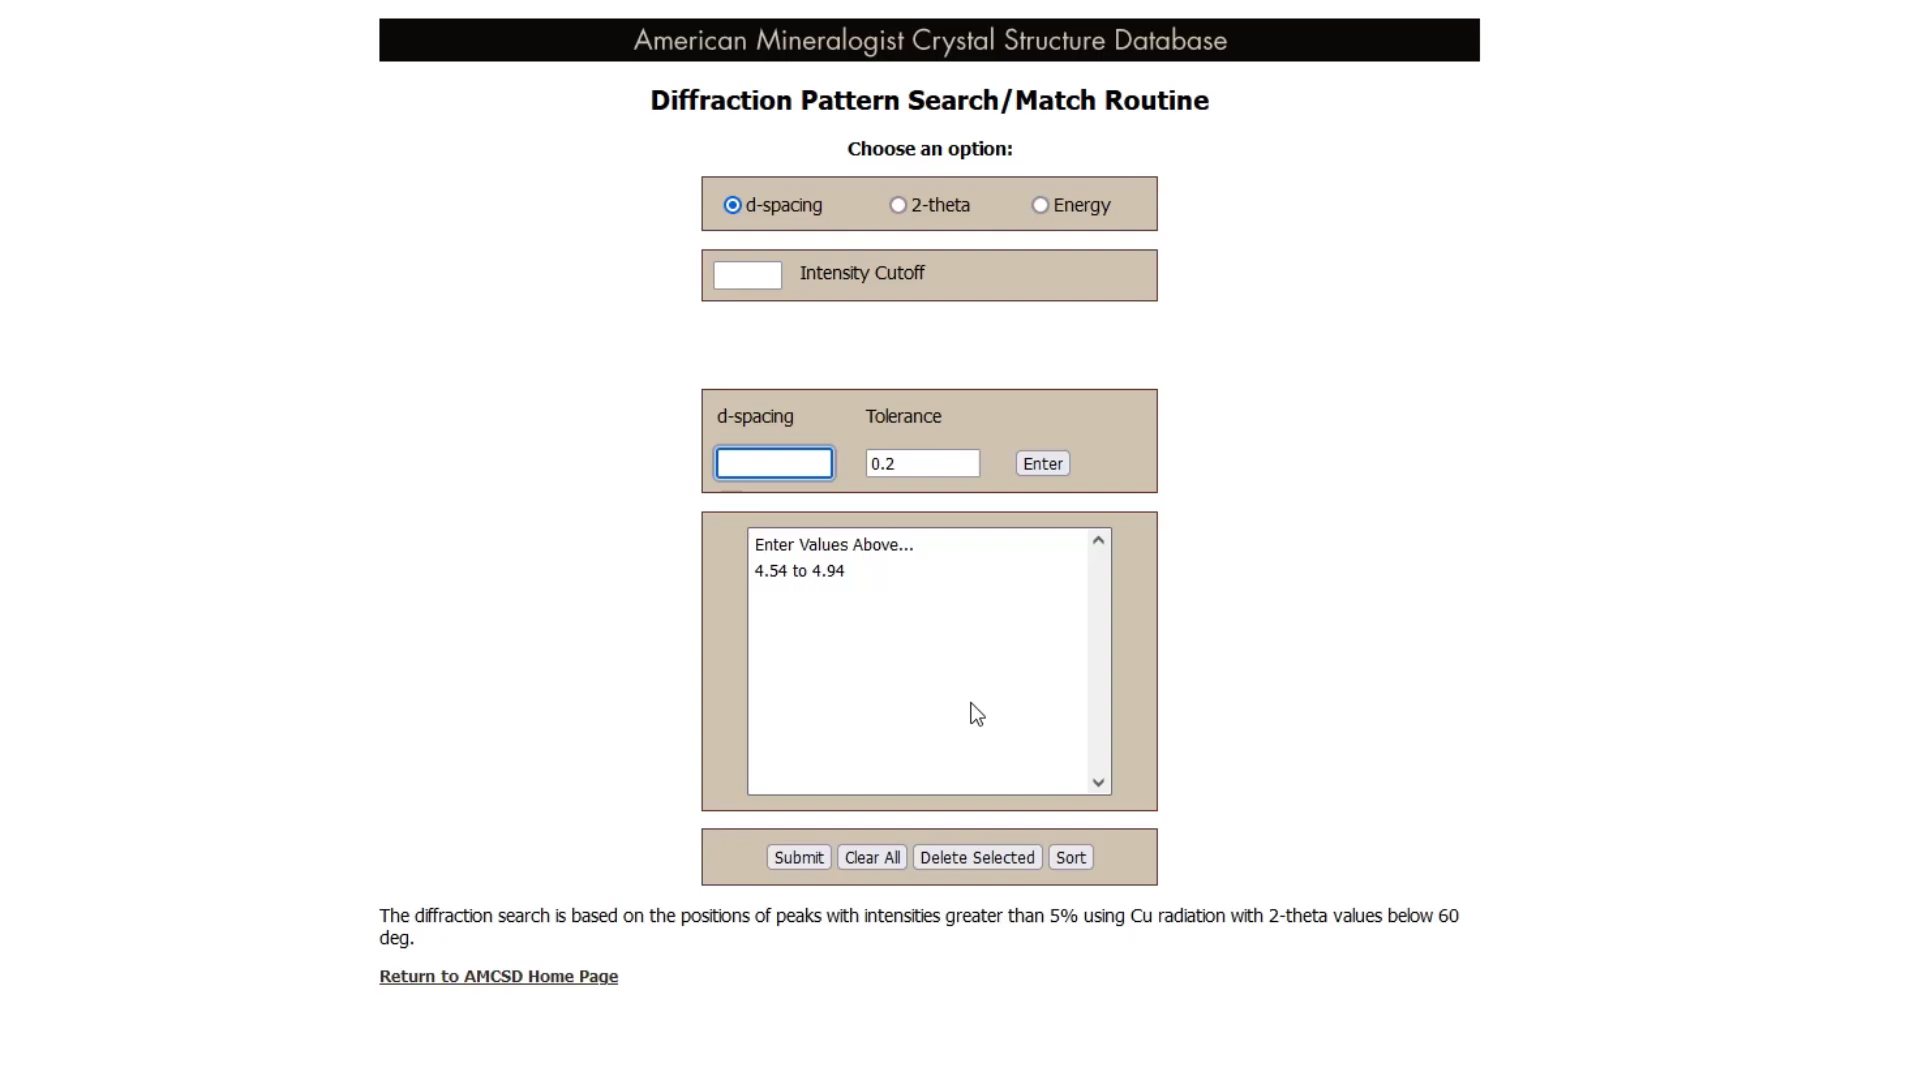 American Mineralogist Crystal Structure Database
Diffraction Pattern Search/Match Routine
Choose an option:
d-spacing 2-theta Energy
Intensity Cutoff
d-spacing Tolerance
0.2 Enter
Enter Values Above...
4.54 to 4.94
Submit Clear All Delete Selected Sort
The diffraction search is based on the positions of peaks with intensities greater than 5% using Cu radiation with 2-theta values below 60
deg.
Return to AMCSD Home Page